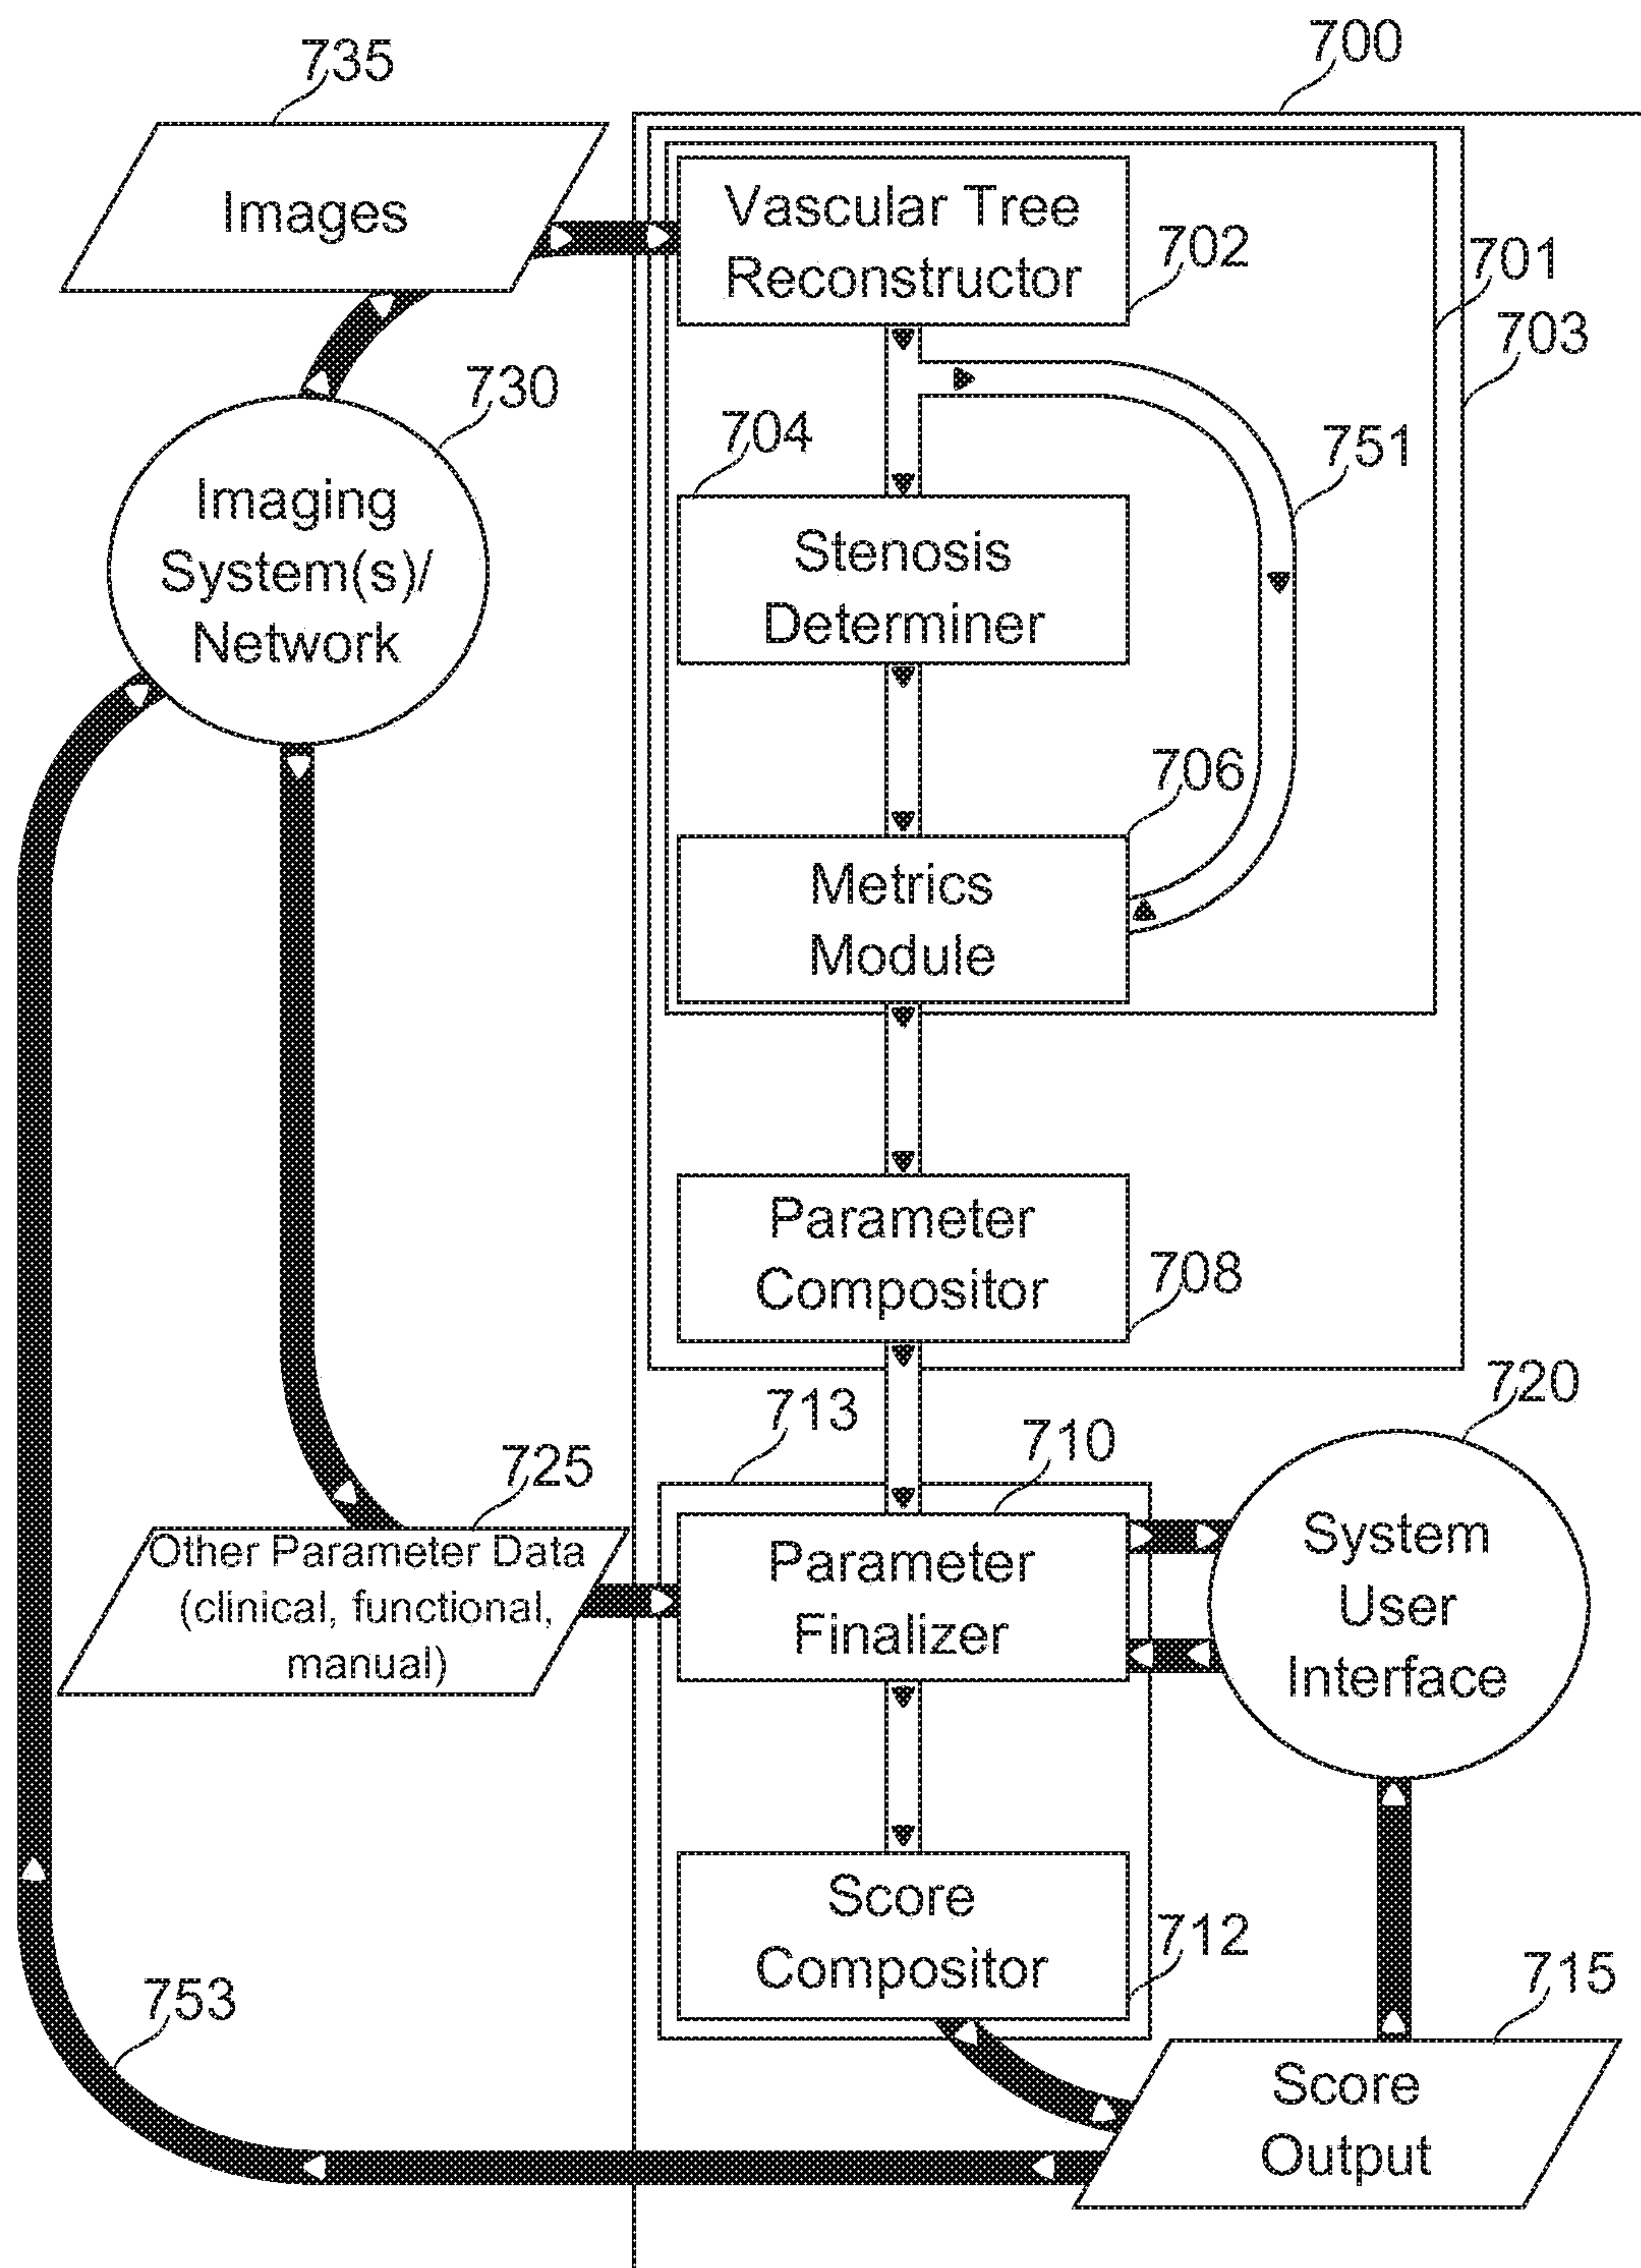 700
735
Images
Vascular Tree
Reconstructor
702
701
703
730
Imaging
System(s)/
Network
704
751
Stenosis
Determiner
706
Metrics
Module
Parameter
Compositor
708
713
710
720
725
Other Parameter Data
(clinical, functional,
manual)
Parameter
Finalizer
System
User
Interface
Score
Compositor
712
753
715
Score
Output